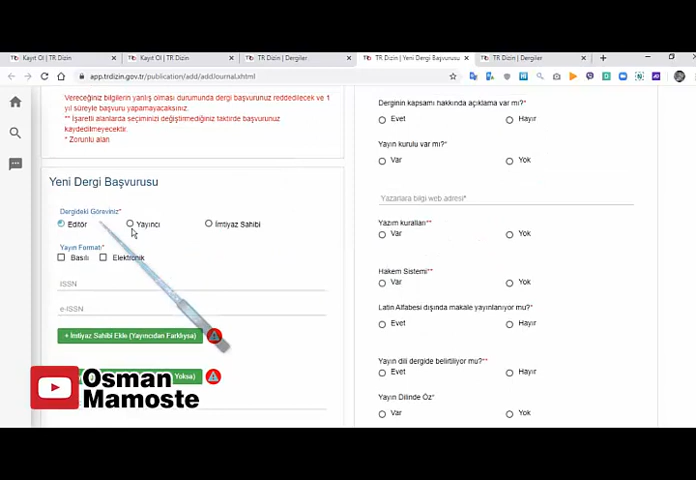 Kayıt Ol | TR Dizin
Kayıt Ol | TR Dizin
TR Dizin | Dergiler
TR Dizin | Yeni Dergi Başvurusu
TR Dizin | Dergiler
app.trdizin.gov.tr/publication/add/addJournal.xhtml
Vereceğiniz bilgilerin yanlış olması durumunda dergi başvurunuz reddedilecek ve 1
yıl süreyle başvuru yapamayacaksınız.
** İşaretli alanlarda seçiminizi değiştirmediğiniz taktirde başvurunuz
kaydedilmeyecektir.
* Zorunlu alan
Yeni Dergi Başvurusu
Dergideki Göreviniz*
Editör
Yayıncı
İmtiyaz Sahibi
Yayın Formatı*
Basılı
Elektronik
ISSN
e-ISSN
+ İmtiyaz Sahibi Ekle (Yayıncıdan Farklıysa)
Yoksa)
Osman
Mamoste
Derginin kapsamı hakkında açıklama var mı?*
Evet
Hayır
Yayın kurulu var mı?*
Var
Yok
Yazarlara bilgi web adresi*
Yazım kuralları**
Var
Yok
Hakem Sistemi**
Var
Yok
Latin Alfabesi dışında makale yayınlanıyor mu?*
Evet
Hayır
Yayın dili dergide belirtiliyor mu?**
Evet
Hayır
Yayın Dilinde Öz*
Var
Yok